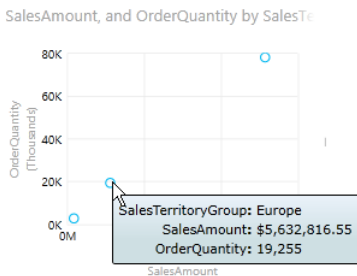 SalesAmount, and OrderQuantity by SalesTe
80K
60K
40K
20K
0K
0M
OrderQuantity
(Thousands)
SalesTerritoryGroup: Europe
SalesAmount: $5,632,816.55
OrderQuantity: 19,255
SalesAmount